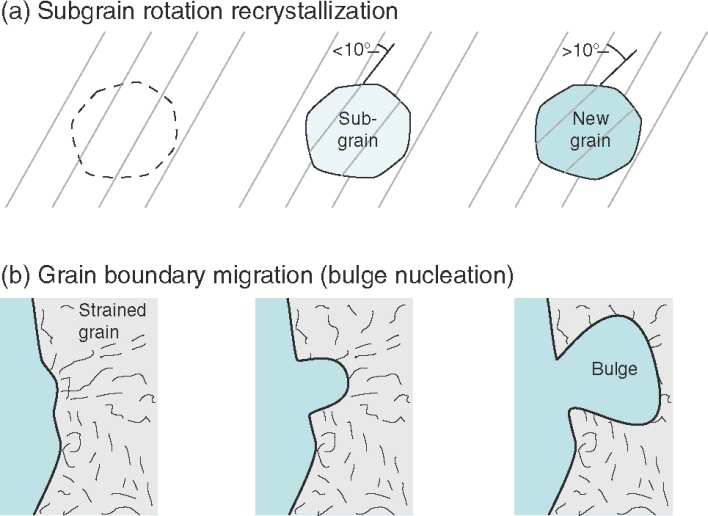 (a) Subgrain rotation recrystallization
<10°
>10°
Sub-
grain
New
grain
(b) Grain boundary migration (bulge nucleation)
Strained
grain
Bulge